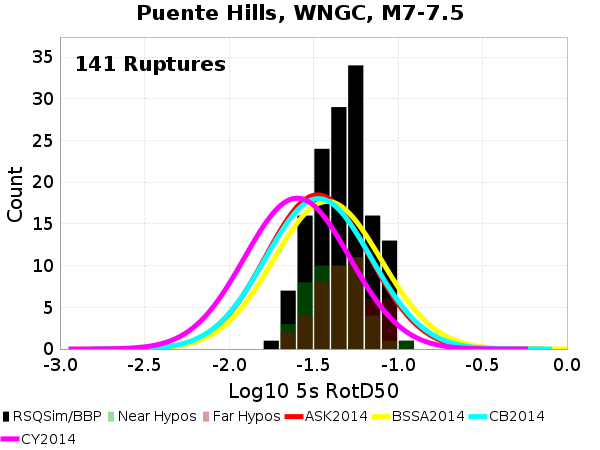 Puente Hills, WNGC, M7-7.5
141 Ruptures
Count
35
30
25
20
15
10
5
0
-3.0 -2.5 -2.0 -1.5 -1.0 -0.5 0.0
Log10 5s RotD50
RSQSim/BBP Near Hypos Far Hypos ASK2014 BSSA2014 CB2014
CY2014